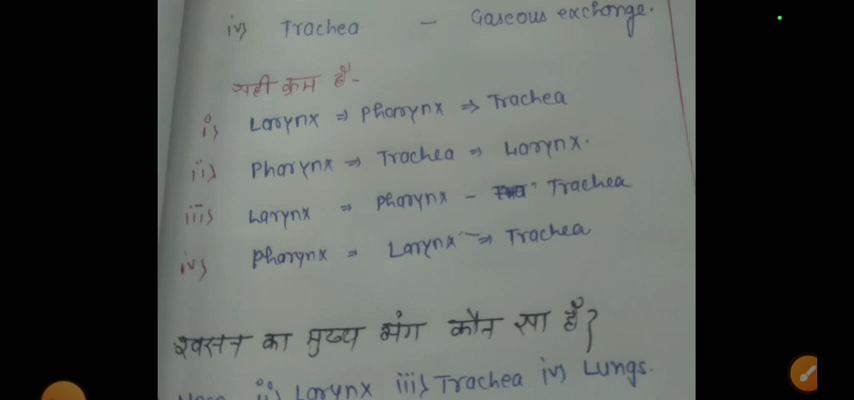 iv) Trachea - Gaseous exchange.
सही क्रम है -
i) Larynx ⇒ Pharynx ⇒ Trachea
ii) Pharynx ⇒ Trachea ⇒ Larynx.
iii) Larynx ⇒ Pharynx - Trachea
iv) Pharynx = Larynx ⇒ Trachea
श्वसन का मुख्य अंग कौन सा है?
ii) Larynx iii) Trachea iv) Lungs.